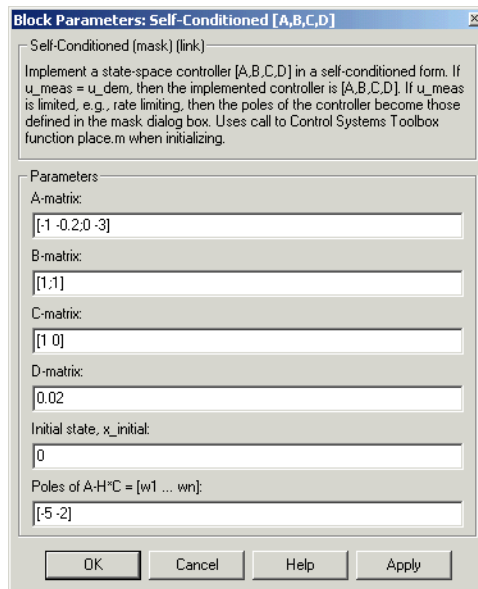 Block Parameters: Self-Conditioned [A,B,C,D]
Self-Conditioned (mask) (link)
Implement a state-space controller [A,B,C,D] in a self-conditioned form. If
u_meas = u_dem, then the implemented controller is [A,B,C,D]. If u_meas
is limited, e.g., rate limiting, then the poles of the controller become those
defined in the mask dialog box. Uses call to Control Systems Toolbox
function place.m when initializing.
Parameters
A-matrix:
[-1 -0.2;0 -3]
B-matrix:
[1;1]
C-matrix:
[1 0]
D-matrix:
0.02
Initial state, x_initial:
0
Poles of A-H*C = [w1 ... wn]:
[-5 -2]
OK Cancel Help Apply